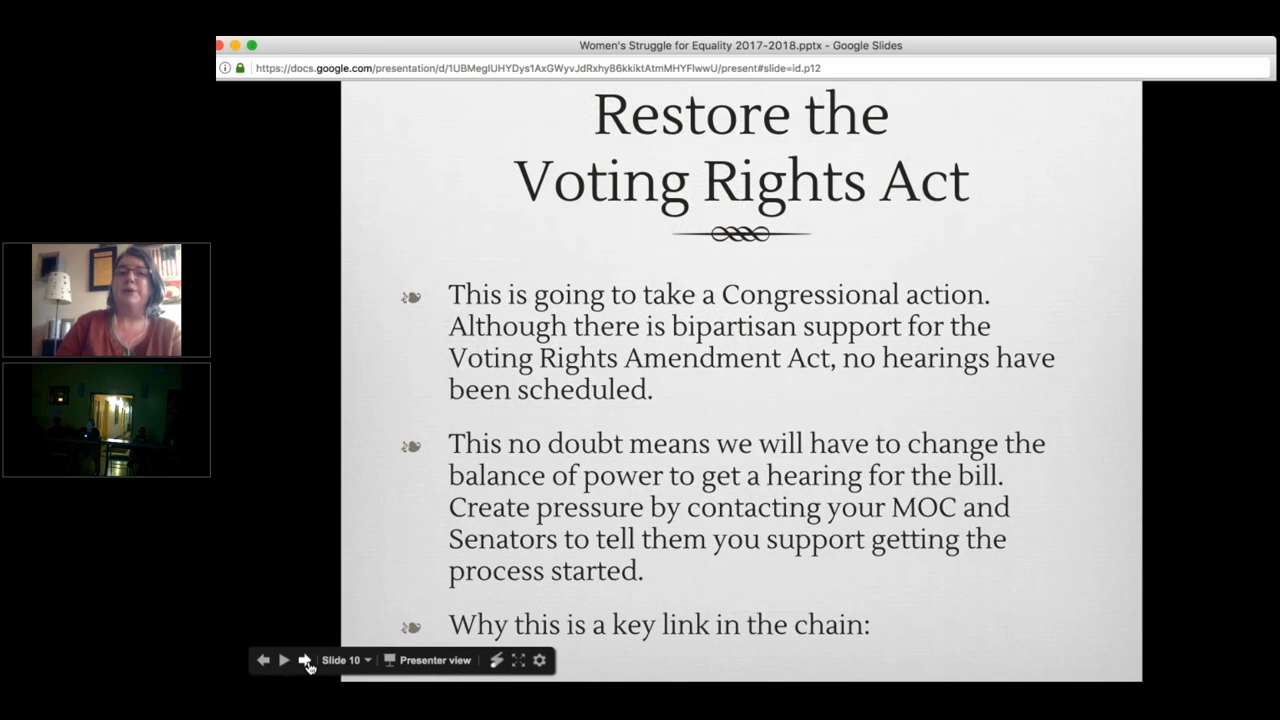 Women's Struggle for Equality 2017-2018.pptx - Google Slides
https://docs.google.com/presentation/d/1UBMegIUHYDys1AxGWyvJdRxhy86kkiktAtmMHYFlwwU/present#slide=id.p12
Restore the
Voting Rights Act
This is going to take a Congressional action.
Although there is bipartisan support for the
Voting Rights Amendment Act, no hearings have
been scheduled.
This no doubt means we will have to change the
balance of power to get a hearing for the bill.
Create pressure by contacting your MOC and
Senators to tell them you support getting the
process started.
Why this is a key link in the chain:
Slide 10
Presenter view